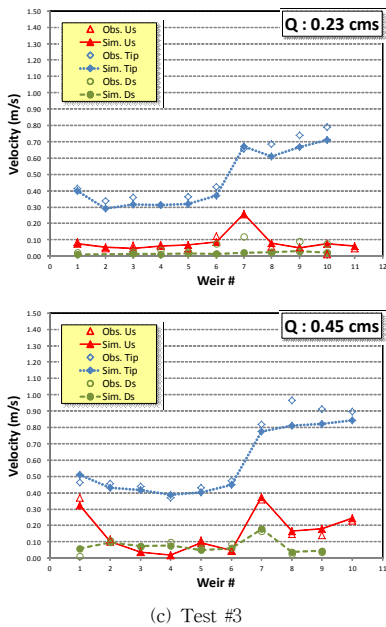 Q : 0.23 cms
1.50
1.40
1.30
1.20
1.10
1.00
0.90
0.80
0.70
0.60
0.50
0.40
0.30
0.20
0.10
0.00
Velocity (m/s)
Obs. Us
Sim. Us
Obs. Tip
Sim. Tip
Obs. Ds
Sim. Ds
0 1 2 3 4 5 6 7 8 9 10 11 12
Weir #
Q : 0.45 cms
1.50
1.40
1.30
1.20
1.10
1.00
0.90
0.80
0.70
0.60
0.50
0.40
0.30
0.20
0.10
0.00
Velocity (m/s)
Obs. Us
Sim. Us
Obs. Tip
Sim. Tip
Obs. Ds
Sim. Ds
0 1 2 3 4 5 6 7 8 9 10 11
Weir #
(c) Test #3